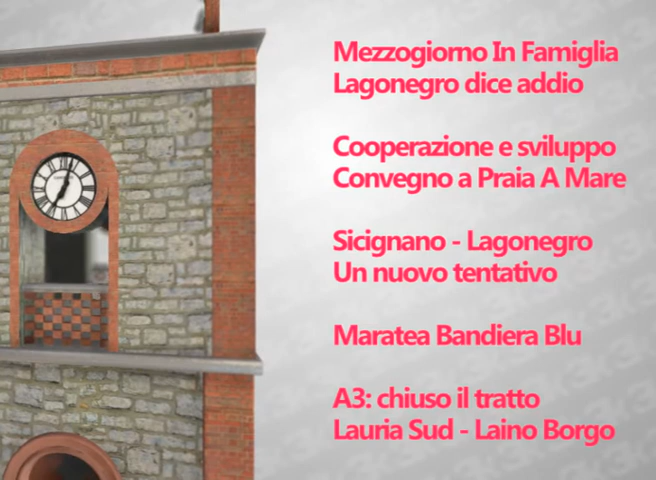 Mezzogiorno In Famiglia
Lagonegro dice addio
Cooperazione e sviluppo
Convegno a Praia A Mare
Sicignano - Lagonegro
Un nuovo tentativo
Maratea Bandiera Blu
A3: chiuso il tratto
Lauria Sud - Laino Borgo